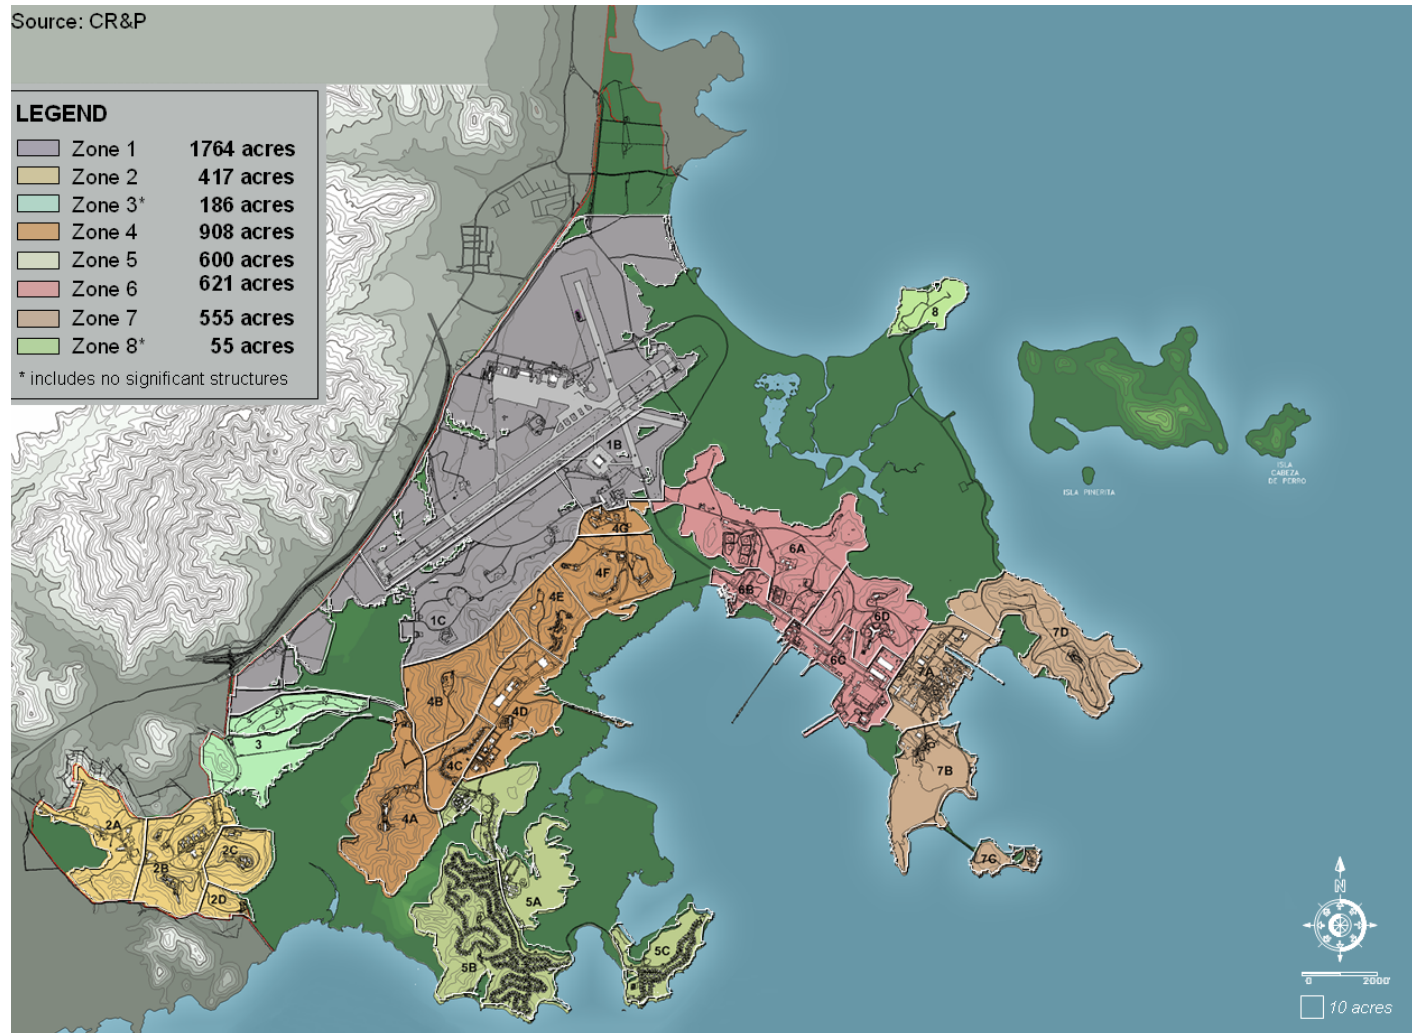 Source: CR&P
LEGEND
Zone 1 1764 acres
Zone 2 417 acres
Zone 3* 186 acres
Zone 4 908 acres
Zone 5 600 acres
Zone 6 621 acres
Zone 7 555 acres
Zone 8* 55 acres
* includes no significant structures
8
1B
ISLA
CABEZA
DE PERRO
ISLA PINERITA
4G
6A
4F
6B
4E
1C
6D
7D
6C
7A
4B
4D
3
4C
7B
4A
2A
2C
7C
2B
2D
5A
5C
5B
N
0 2000'
10 acres